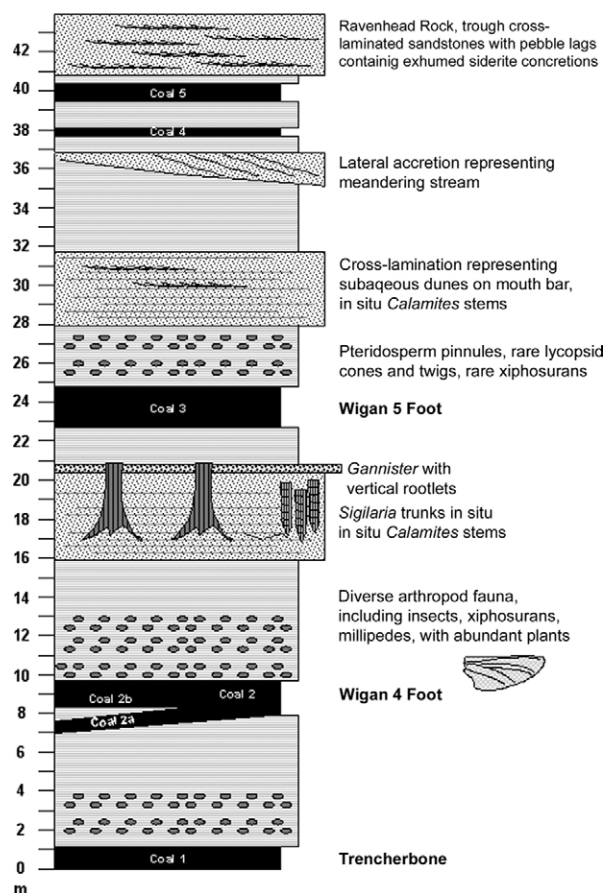 Ravenhead Rock, trough cross-
laminated sandstones with pebble lags
containig exhumed siderite concretions
42
40
Coal 5
38
Coal 4
Lateral accretion representing
meandering stream
36
34
32
Cross-lamination representing
subaqeous dunes on mouth bar,
in situ Calamites stems
30
28
26
Pteridosperm pinnules, rare lycopsid
cones and twigs, rare xiphosurans
24
Coal 3
Wigan 5 Foot
22
20
Gannister with
vertical rootlets
18
Sigilaria trunks in situ
in situ Calamites stems
16
14
Diverse arthropod fauna,
including insects, xiphosurans,
millipedes, with abundant plants
12
10
Coal 2b
Coal 2
Wigan 4 Foot
8
Coal 2a
6
4
2
0
Coal 1
Trencherbone
m